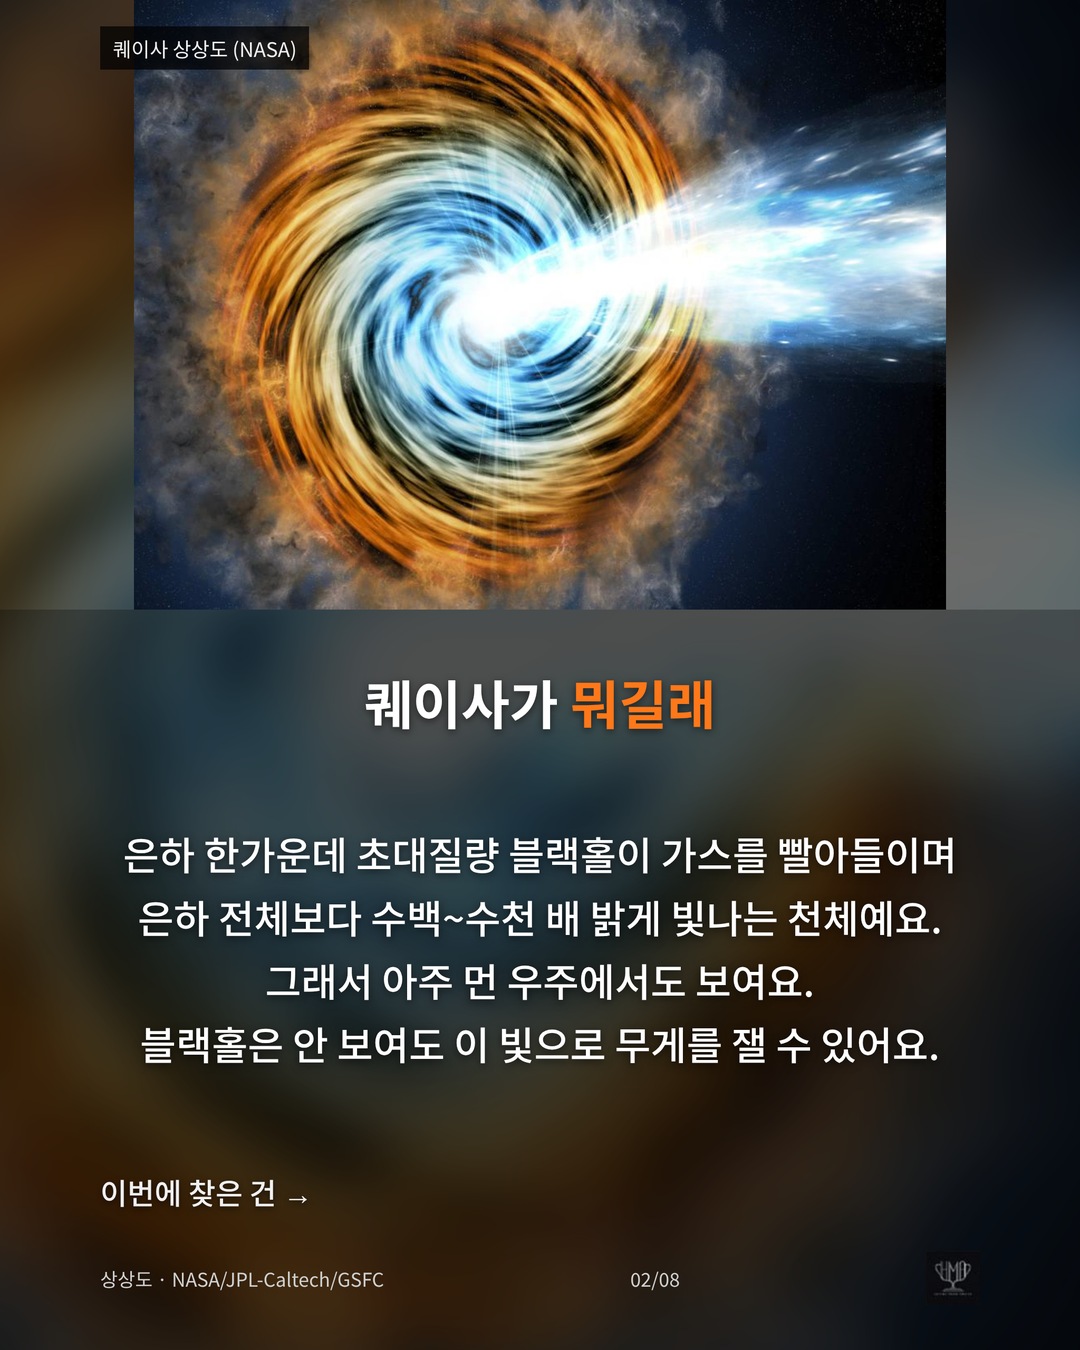 퀘이사 상상도 (NASA)
퀘이사가 뭐길래
은하 한가운데 초대질량 블랙홀이 가스를 빨아들이며
은하 전체보다 수백~수천 배 밝게 빛나는 천체예요.
그래서 아주 먼 우주에서도 보여요.
블랙홀은 안 보여도 이 빛으로 무게를 잴 수 있어요.
이번에 찾은 건 →
상상도 · NASA/JPL-Caltech/GSFC
02/08